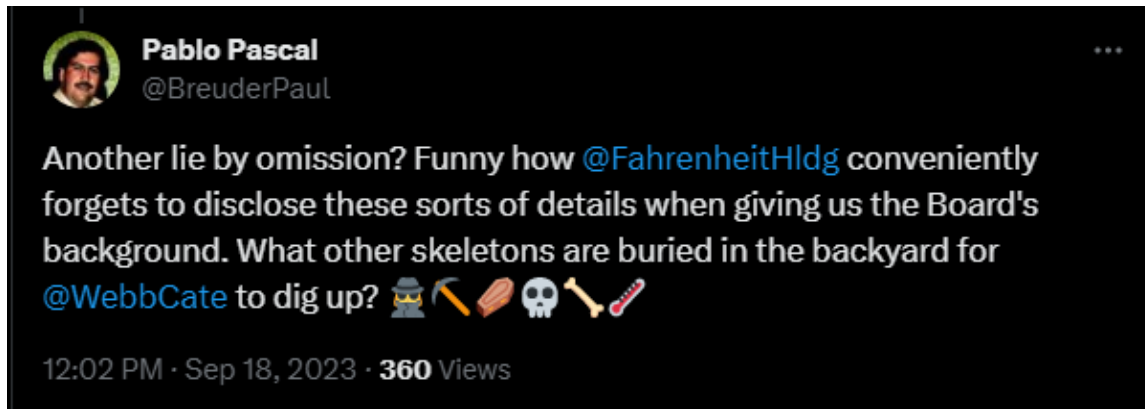 Pablo Pascal
@BreuderPaul
Another lie by omission? Funny how @FahrenheitHldg conveniently
forgets to disclose these sorts of details when giving us the Board's
background. What other skeletons are buried in the backyard for
@WebbCate to dig up? 🕵️⛏️⚰️💀🦴🌡️
12:02 PM · Sep 18, 2023 · 360 Views